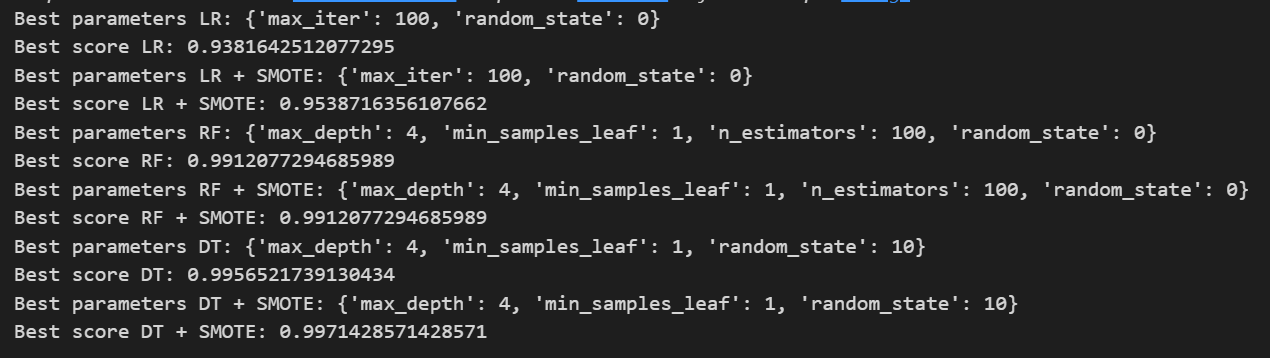 Best parameters LR: {'max_iter': 100, 'random_state': 0}
Best score LR: 0.9381642512077295
Best parameters LR + SMOTE: {'max_iter': 100, 'random_state': 0}
Best score LR + SMOTE: 0.9538716356107662
Best parameters RF: {'max_depth': 4, 'min_samples_leaf': 1, 'n_estimators': 100, 'random_state': 0}
Best score RF: 0.9912077294685989
Best parameters RF + SMOTE: {'max_depth': 4, 'min_samples_leaf': 1, 'n_estimators': 100, 'random_state': 0}
Best score RF + SMOTE: 0.9912077294685989
Best parameters DT: {'max_depth': 4, 'min_samples_leaf': 1, 'random_state': 10}
Best score DT: 0.9956521739130434
Best parameters DT + SMOTE: {'max_depth': 4, 'min_samples_leaf': 1, 'random_state': 10}
Best score DT + SMOTE: 0.9971428571428571